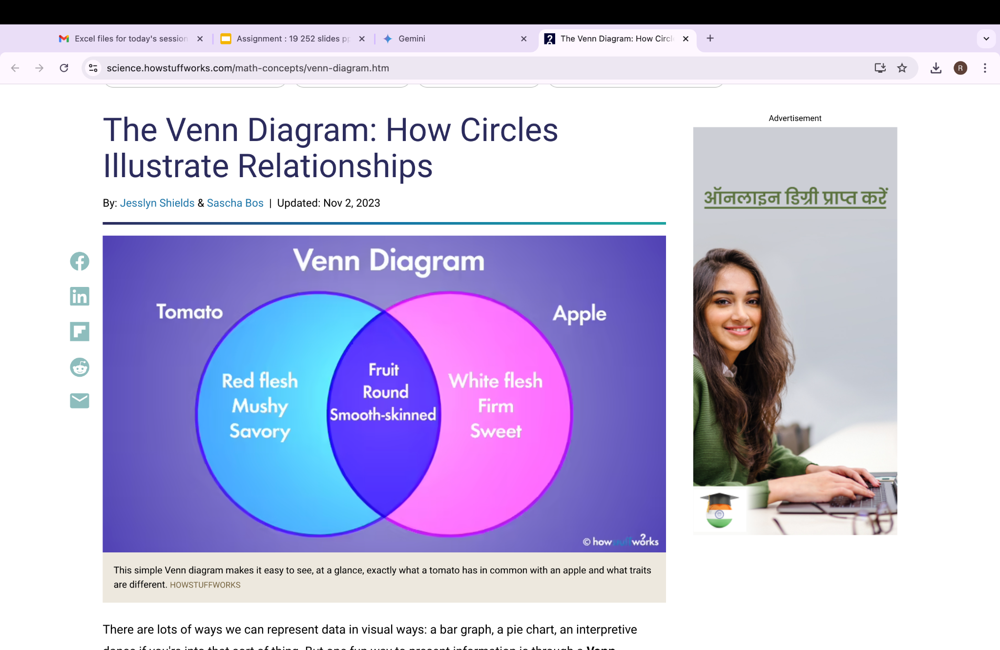 Excel files for today's session
Assignment : 19 252 slides pp
Gemini
The Venn Diagram: How Circl
science.howstuffworks.com/math-concepts/venn-diagram.htm
R
The Venn Diagram: How Circles
Illustrate Relationships
By: Jesslyn Shields & Sascha Bos | Updated: Nov 2, 2023
Venn Diagram
Tomato
Apple
Red flesh
Mushy
Savory
Fruit
Round
Smooth-skinned
White flesh
Firm
Sweet
© howstuffworks
This simple Venn diagram makes it easy to see, at a glance, exactly what a tomato has in common with an apple and what traits
are different. HOWSTUFFWORKS
There are lots of ways we can represent data in visual ways: a bar graph, a pie chart, an interpretive
dance if you're into that sort of thing. But one fun way to present information is through a Venn
Advertisement
ऑनलाइन डिग्री प्राप्त करें